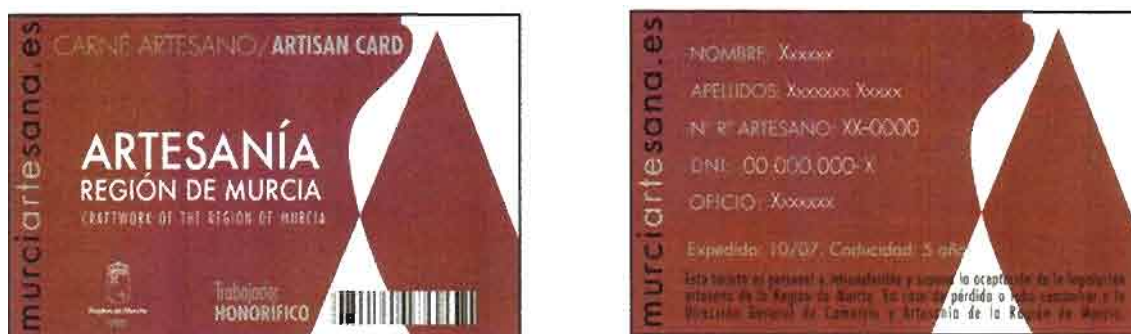 murciartesana.es
CARNÉ ARTESANO/ARTISAN CARD
ARTESANÍA
REGIÓN DE MURCIA
CRAFTWORK OF THE REGION OF MURCIA
Región de Murcia
Trabajador
HONORÍFICO
murciartesana.es
NOMBRE: Xxxxxx
APELLIDOS: Xxxxxxx Xxxxx
Nº Rº ARTESANO: XX-0000
DNI: 00.000.000-X
OFICIO: Xxxxxxx
Expedida: 10/07. Caducidad: 5 año
Esta tarjeta es personal e intransferible y supone la aceptación de la legislación
artesana de la Región de Murcia. En caso de pérdida o robo comunicar a la
Dirección General de Comercio y Artesanía de la Región de Murcia.